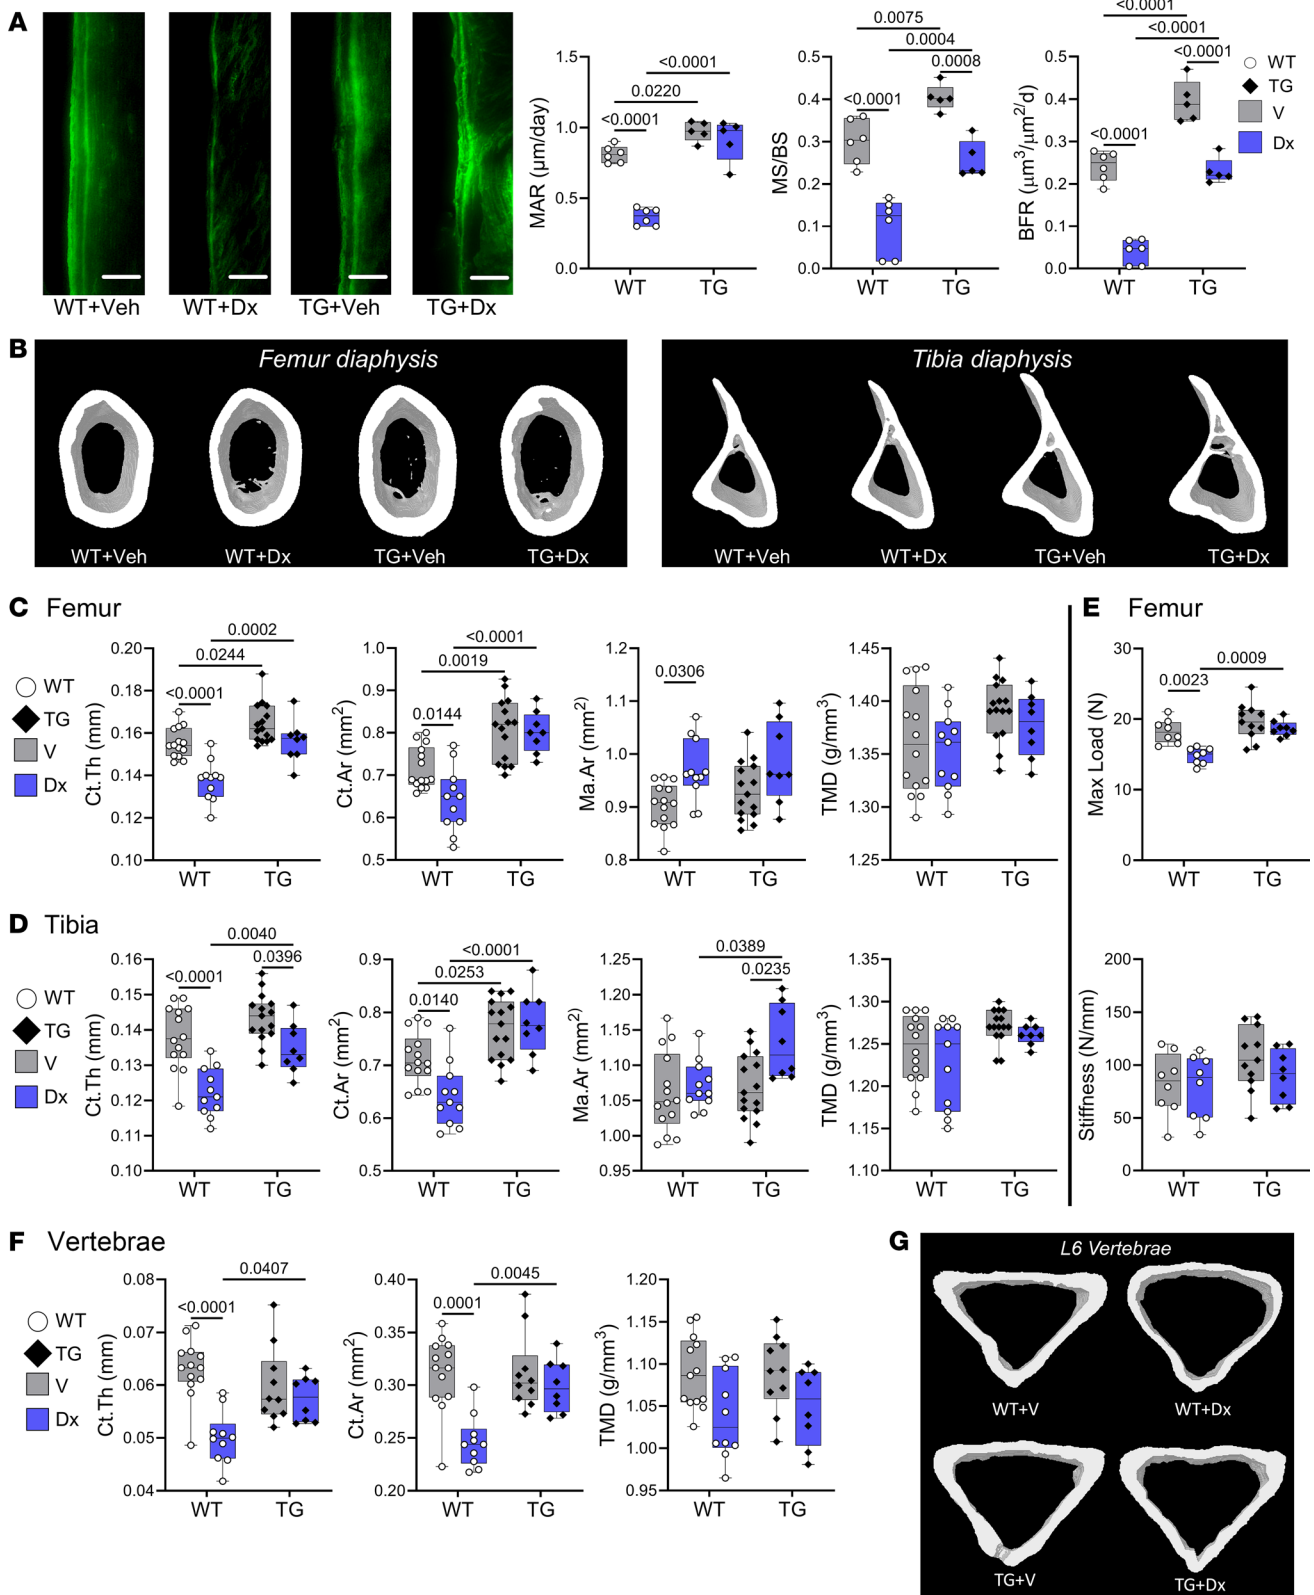 A
WT+Veh
WT+Dx
TG+Veh
TG+Dx
MAR (μm/day)
1.5
1.0
0.5
0.0
<0.0001
0.0220
<0.0001
WT
TG
MS/BS
0.5
0.4
0.3
0.2
0.1
0.0
0.0075
0.0004
0.0008
<0.0001
WT
TG
BFR (μm³/μm²/d)
0.5
0.4
0.3
0.2
0.1
0.0
<0.0001
<0.0001
<0.0001
<0.0001
WT
TG
WT
TG
V
Dx
B
Femur diaphysis
WT+Veh
WT+Dx
TG+Veh
TG+Dx
Tibia diaphysis
WT+Veh
WT+Dx
TG+Veh
TG+Dx
C Femur
WT
TG
V
Dx
Ct.Th (mm)
0.20
0.18
0.16
0.14
0.12
0.10
0.0002
0.0244
<0.0001
WT
TG
Ct.Ar (mm²)
1.0
0.9
0.8
0.7
0.6
0.5
<0.0001
0.0019
0.0144
WT
TG
Ma.Ar (mm²)
1.2
1.1
1.0
0.9
0.8
0.0306
WT
TG
TMD (g/mm³)
1.45
1.40
1.35
1.30
1.25
WT
TG
E Femur
Max Load (N)
30
20
10
0
0.0009
0.0023
WT
TG
D Tibia
WT
TG
V
Dx
Ct.Th (mm)
0.16
0.15
0.14
0.13
0.12
0.11
0.10
0.0040
0.0396
<0.0001
WT
TG
Ct.Ar (mm²)
0.9
0.8
0.7
0.6
0.5
<0.0001
0.0253
0.0140
WT
TG
Ma.Ar (mm²)
1.25
1.20
1.15
1.10
1.05
1.00
0.95
0.0389
0.0235
WT
TG
TMD (g/mm³)
1.35
1.30
1.25
1.20
1.15
1.10
WT
TG
Stiffness (N/mm)
200
150
100
50
0
WT
TG
F Vertebrae
WT
TG
V
Dx
Ct.Th (mm)
0.08
0.07
0.06
0.05
0.04
0.0407
<0.0001
WT
TG
Ct.Ar (mm²)
0.40
0.35
0.30
0.25
0.20
0.0045
0.0001
WT
TG
TMD (g/mm³)
1.20
1.15
1.10
1.05
1.00
0.95
WT
TG
G
L6 Vertebrae
WT+V
WT+Dx
TG+V
TG+Dx